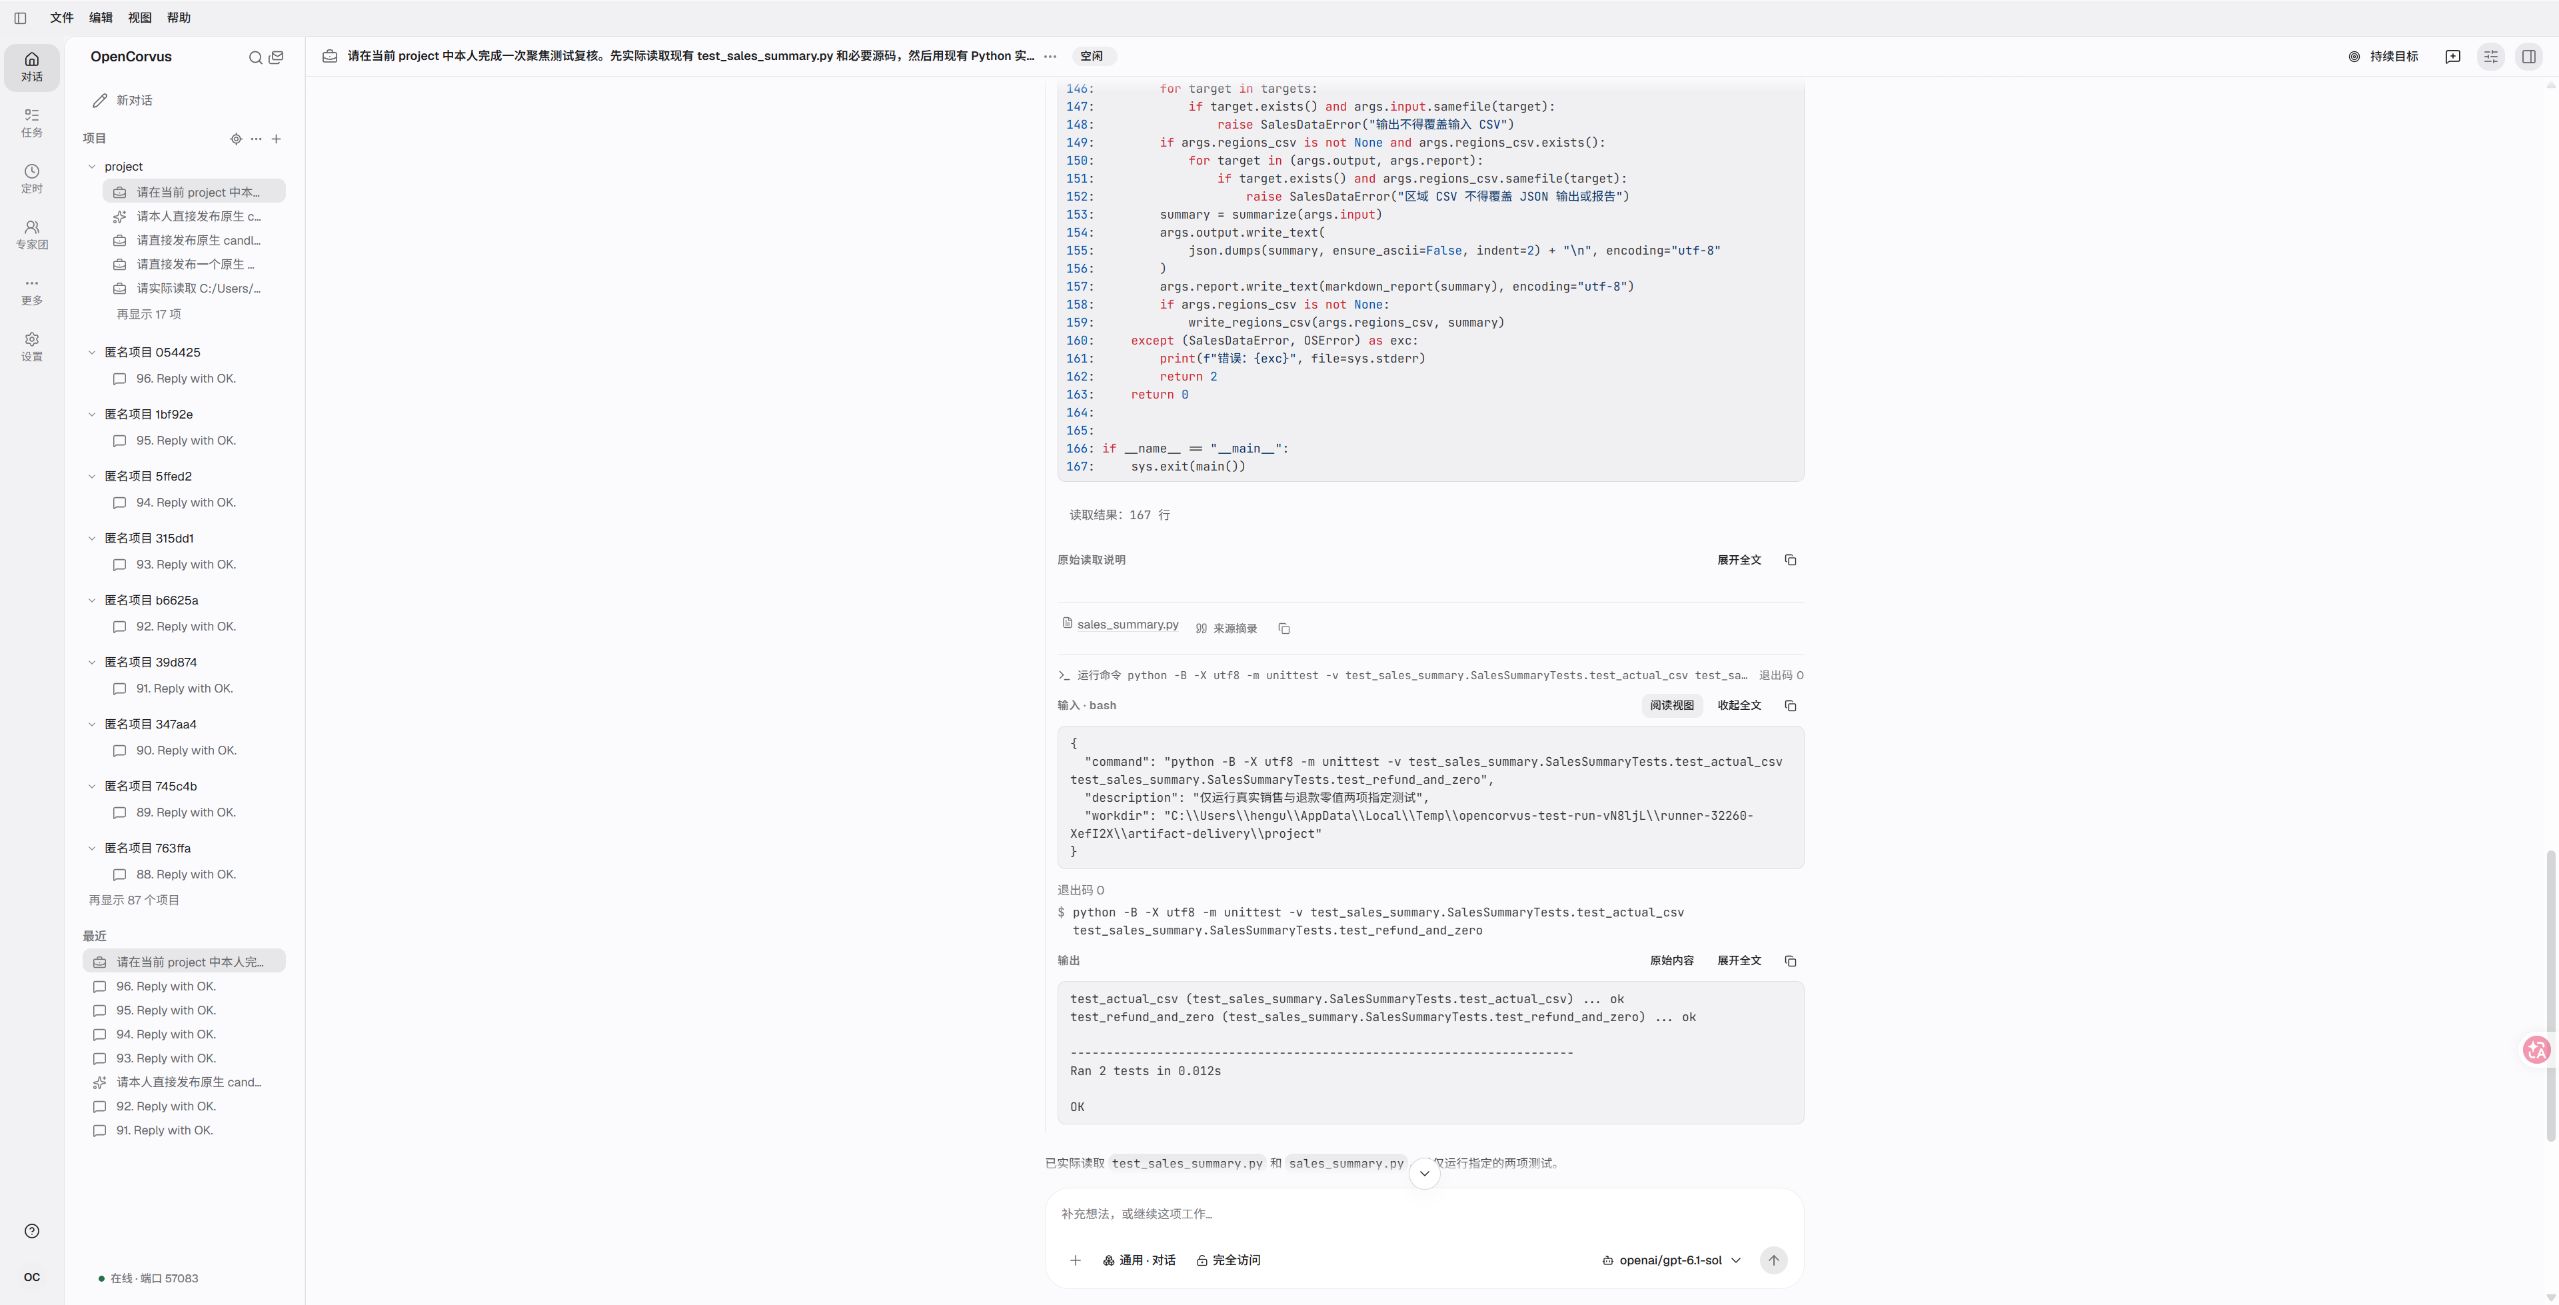 文件 编辑 视图 帮助
对话
任务
定时
专家团
更多
设置
OC
OpenCorvus
新对话
项目
project
请在当前 project 中本...
请本人直接发布原生 c...
请直接发布原生 candl...
请直接发布一个原生 ...
请实际读取 C:/Users/...
再显示 17 项
匿名项目 054425
96. Reply with OK.
匿名项目 1bf92e
95. Reply with OK.
匿名项目 5ffed2
94. Reply with OK.
匿名项目 315dd1
93. Reply with OK.
匿名项目 b6625a
92. Reply with OK.
匿名项目 39d874
91. Reply with OK.
匿名项目 347aa4
90. Reply with OK.
匿名项目 745c4b
89. Reply with OK.
匿名项目 763ffa
88. Reply with OK.
再显示 87 个项目
最近
请在当前 project 中本人完...
96. Reply with OK.
95. Reply with OK.
94. Reply with OK.
93. Reply with OK.
请本人直接发布原生 cand...
92. Reply with OK.
91. Reply with OK.
在线 · 端口 57083
请在当前 project 中本人完成一次聚焦测试复核。先实际读取现有 test_sales_summary.py 和必要源码，然后用现有 Python 实... ··· 空闲 持续目标
146:         for target in targets:
147:             if target.exists() and args.input.samefile(target):
148:                 raise SalesDataError("输出不得覆盖输入 CSV")
149:         if args.regions_csv is not None and args.regions_csv.exists():
150:             for target in (args.output, args.report):
151:                 if target.exists() and args.regions_csv.samefile(target):
152:                     raise SalesDataError("区域 CSV 不得覆盖 JSON 输出或报告")
153:         summary = summarize(args.input)
154:         args.output.write_text(
155:             json.dumps(summary, ensure_ascii=False, indent=2) + "\n", encoding="utf-8"
156:         )
157:         args.report.write_text(markdown_report(summary), encoding="utf-8")
158:         if args.regions_csv is not None:
159:             write_regions_csv(args.regions_csv, summary)
160:     except (SalesDataError, OSError) as exc:
161:         print(f"错误: {exc}", file=sys.stderr)
162:         return 2
163:     return 0
164:
165:
166: if __name__ == "__main__":
167:     sys.exit(main())
读取结果: 167 行
原始读取说明 展开全文
sales_summary.py 来源摘录
运行命令 python -B -X utf8 -m unittest -v test_sales_summary.SalesSummaryTests.test_actual_csv test_sa... 退出码 0
输入 · bash 阅读视图 收起全文
{
  "command": "python -B -X utf8 -m unittest -v test_sales_summary.SalesSummaryTests.test_actual_csv
test_sales_summary.SalesSummaryTests.test_refund_and_zero",
  "description": "仅运行真实销售与退款零值两项指定测试",
  "workdir": "C:\\Users\\hengu\\AppData\\Local\\Temp\\opencorvus-test-run-vN8ljL\\runner-32260-
XefI2X\\artifact-delivery\\project"
}
退出码 0
$ python -B -X utf8 -m unittest -v test_sales_summary.SalesSummaryTests.test_actual_csv
test_sales_summary.SalesSummaryTests.test_refund_and_zero
输出 原始内容 展开全文
test_actual_csv (test_sales_summary.SalesSummaryTests.test_actual_csv) ... ok
test_refund_and_zero (test_sales_summary.SalesSummaryTests.test_refund_and_zero) ... ok
----------------------------------------------------------------------
Ran 2 tests in 0.012s
OK
已实际读取 test_sales_summary.py 和 sales_summary.py 仅运行指定的两项测试。
补充想法，或继续这项工作...
通用 · 对话 完全访问 openai/gpt-6.1-sol